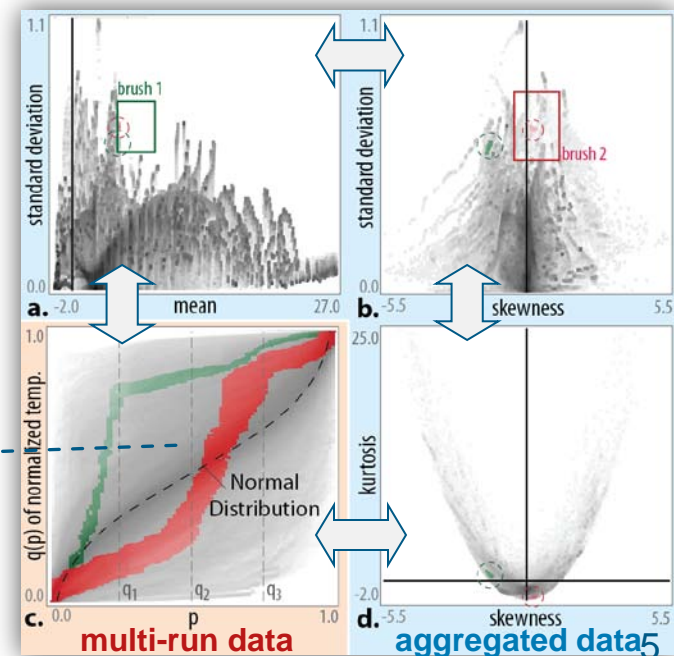 1.1
standard deviation
brush 1
0.0
a. -2.0 mean 27.0
1.1
standard deviation
brush 2
0.0
b. -5.5 skewness 5.5
1.0
q(p) of normalized temp.
Normal
Distribution
q1 q2 q3
0.0
c. 0.0 p 1.0
multi-run data
25.0
kurtosis
-2.0
d. -5.5 skewness 5.5
aggregated data
5